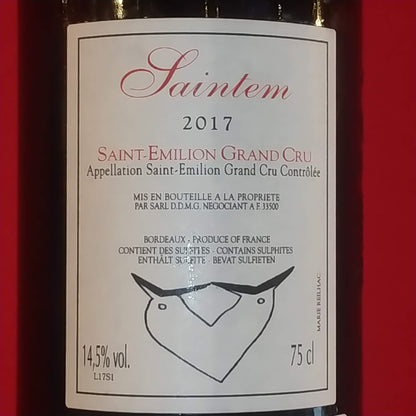 Saintem
2017
SAINT-EMILION GRAND CRU
Appellation Saint-Emilion Grand Cru Contrôlée
MIS EN BOUTEILLE A LA PROPRIETE
PAR SARL D.D.M.G. NEGOCIANT A F. 33500
BORDEAUX - PRODUCE OF FRANCE
CONTIENT DES SULFITES - CONTAINS SULPHITES
ENTHÄLT SULFITE - BEVAT SULFIETEN
MARIE REILHAC
14,5% vol.
75 cl
L17S1